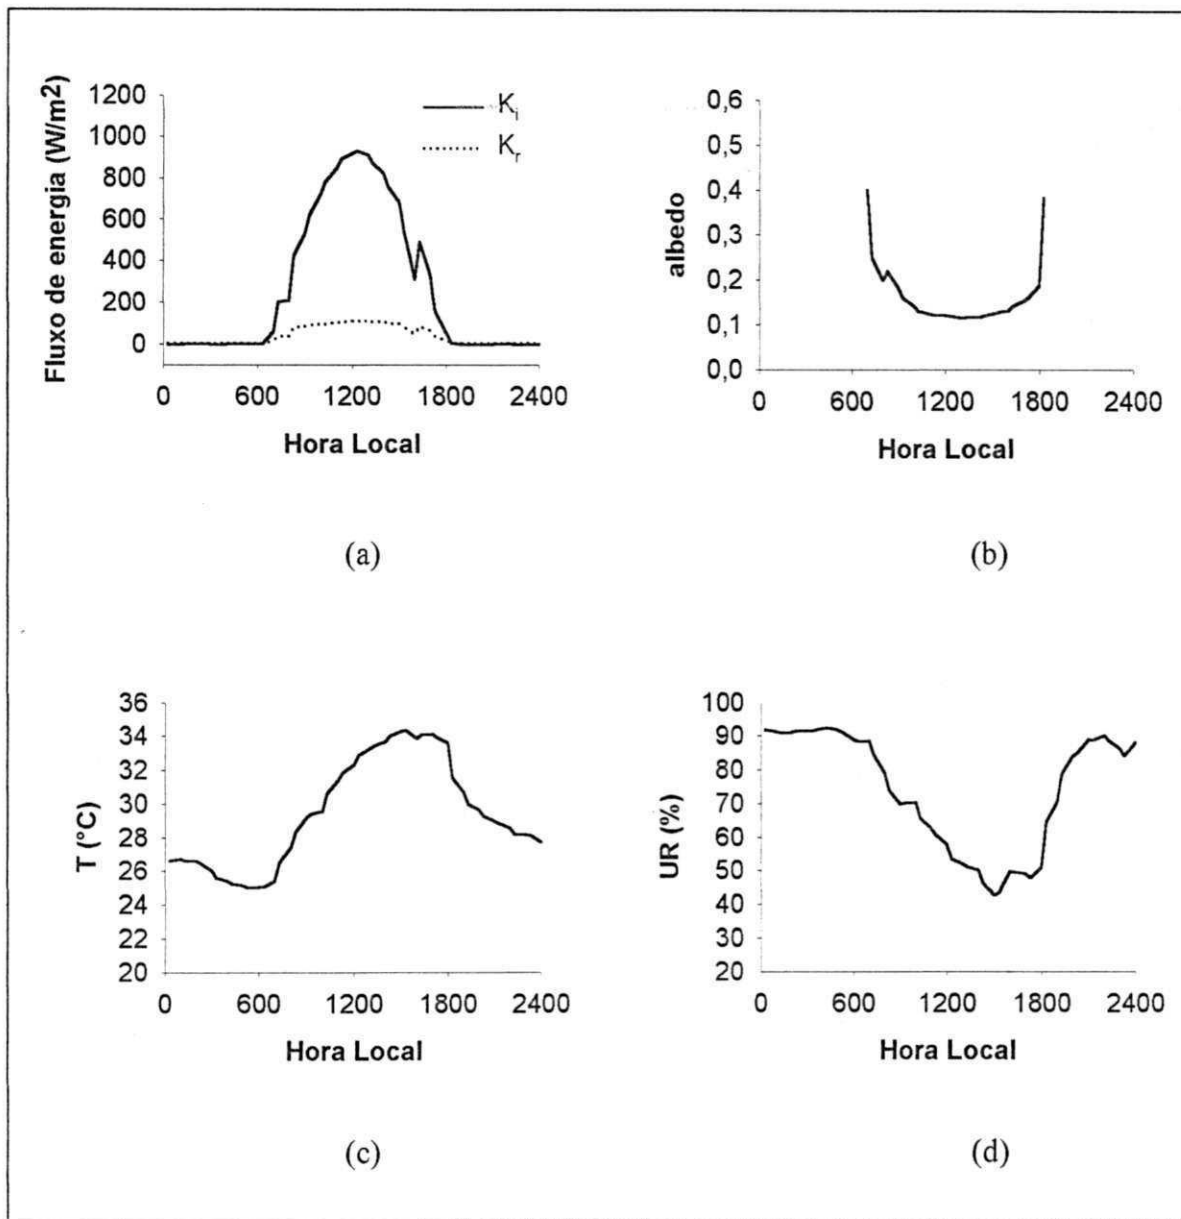 Fluxo de energia (W/m2)
1200
1000
800
600
400
200
0
K_i
K_r
0 600 1200 1800 2400
Hora Local
(a)
albedo
0,6
0,5
0,4
0,3
0,2
0,1
0,0
0 600 1200 1800 2400
Hora Local
(b)
T (°C)
36
34
32
30
28
26
24
22
20
0 600 1200 1800 2400
Hora Local
(c)
UR (%)
100
90
80
70
60
50
40
30
20
0 600 1200 1800 2400
Hora Local
(d)